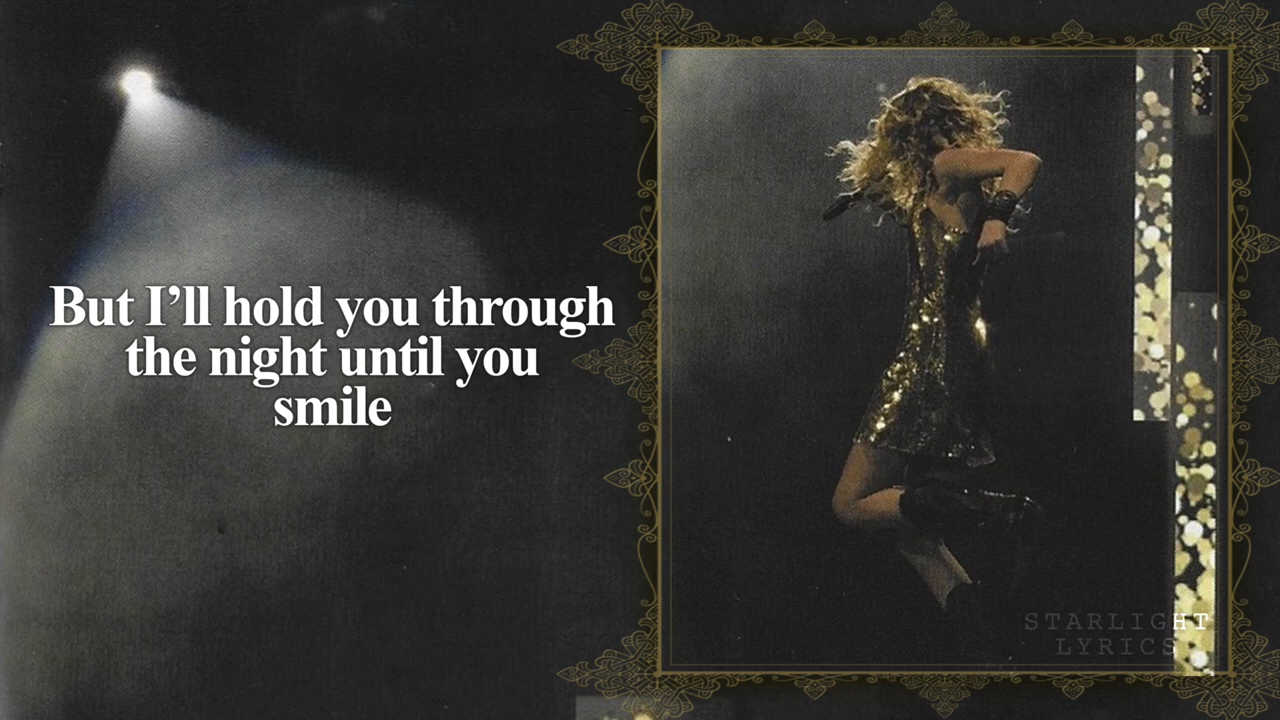 But I’ll hold you through
the night until you
smile
STARLIGHT
LYRICS